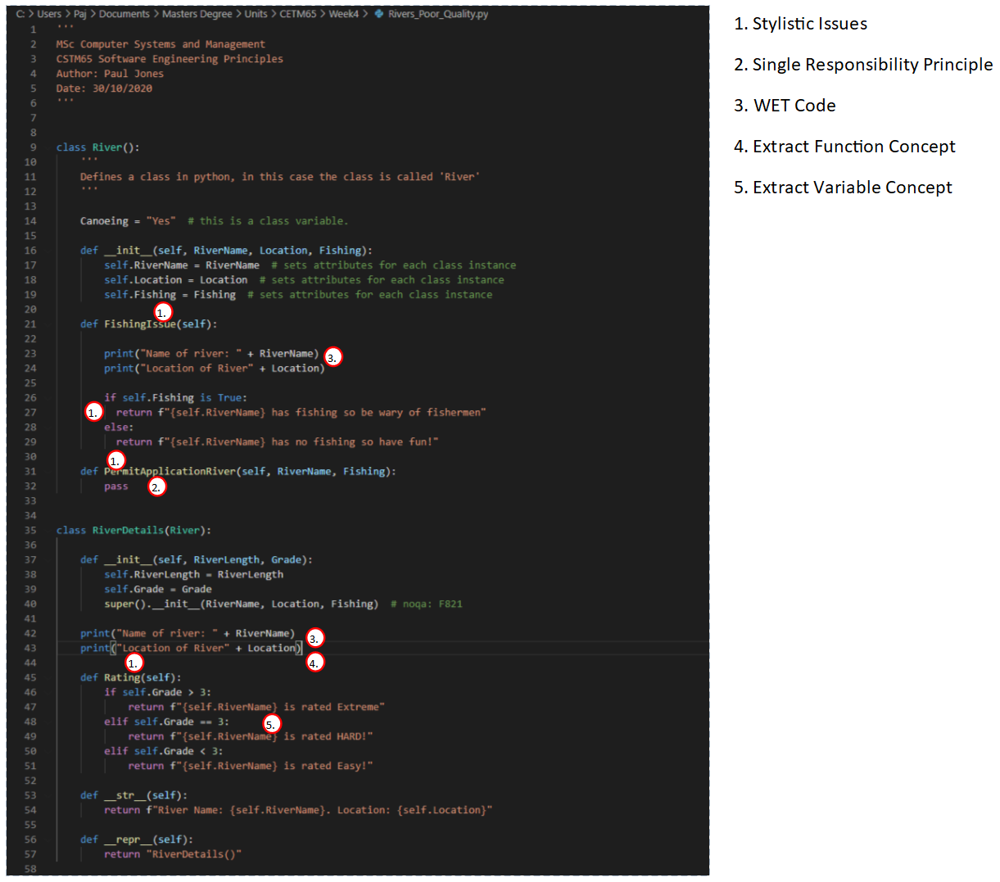 C: > Users > Paj > Documents > Masters Degree > Units > CETM65 > Week4 > Rivers_Poor_Quality.py
1 '''
2 MSc Computer Systems and Management
3 CSTM65 Software Engineering Principles
4 Author: Paul Jones
5 Date: 30/10/2020
6 '''
7
8
9 class River():
10 '''
11 Defines a class in python, in this case the class is called 'River'
12 '''
13
14 Canoeing = "Yes"  # this is a class variable.
15
16 def __init__(self, RiverName, Location, Fishing):
17 self.RiverName = RiverName  # sets attributes for each class instance
18 self.Location = Location  # sets attributes for each class instance
19 self.Fishing = Fishing  # sets attributes for each class instance
20
1.
21 def FishingIssue(self):
22
23 print("Name of river: " + RiverName)
3.
24 print("Location of River" + Location)
25
26 if self.Fishing is True:
1.
27 return f"{self.RiverName} has fishing so be wary of fishermen"
28 else:
29 return f"{self.RiverName} has no fishing so have fun!"
30
1.
31 def PermitApplicationRiver(self, RiverName, Fishing):
32 pass
2.
33
34
35 class RiverDetails(River):
36
37 def __init__(self, RiverLength, Grade):
38 self.RiverLength = RiverLength
39 self.Grade = Grade
40 super().__init__(RiverName, Location, Fishing)  # noqa: F821
41
42 print("Name of river: " + RiverName)
3.
43 print("Location of River" + Location)
44
1.
4.
45 def Rating(self):
46 if self.Grade > 3:
47 return f"{self.RiverName} is rated Extreme"
48 elif self.Grade == 3:
5.
49 return f"{self.RiverName} is rated HARD!"
50 elif self.Grade < 3:
51 return f"{self.RiverName} is rated Easy!"
52
53 def __str__(self):
54 return f"River Name: {self.RiverName}. Location: {self.Location}"
55
56 def __repr__(self):
57 return "RiverDetails()"
58
1. Stylistic Issues
2. Single Responsibility Principle
3. WET Code
4. Extract Function Concept
5. Extract Variable Concept